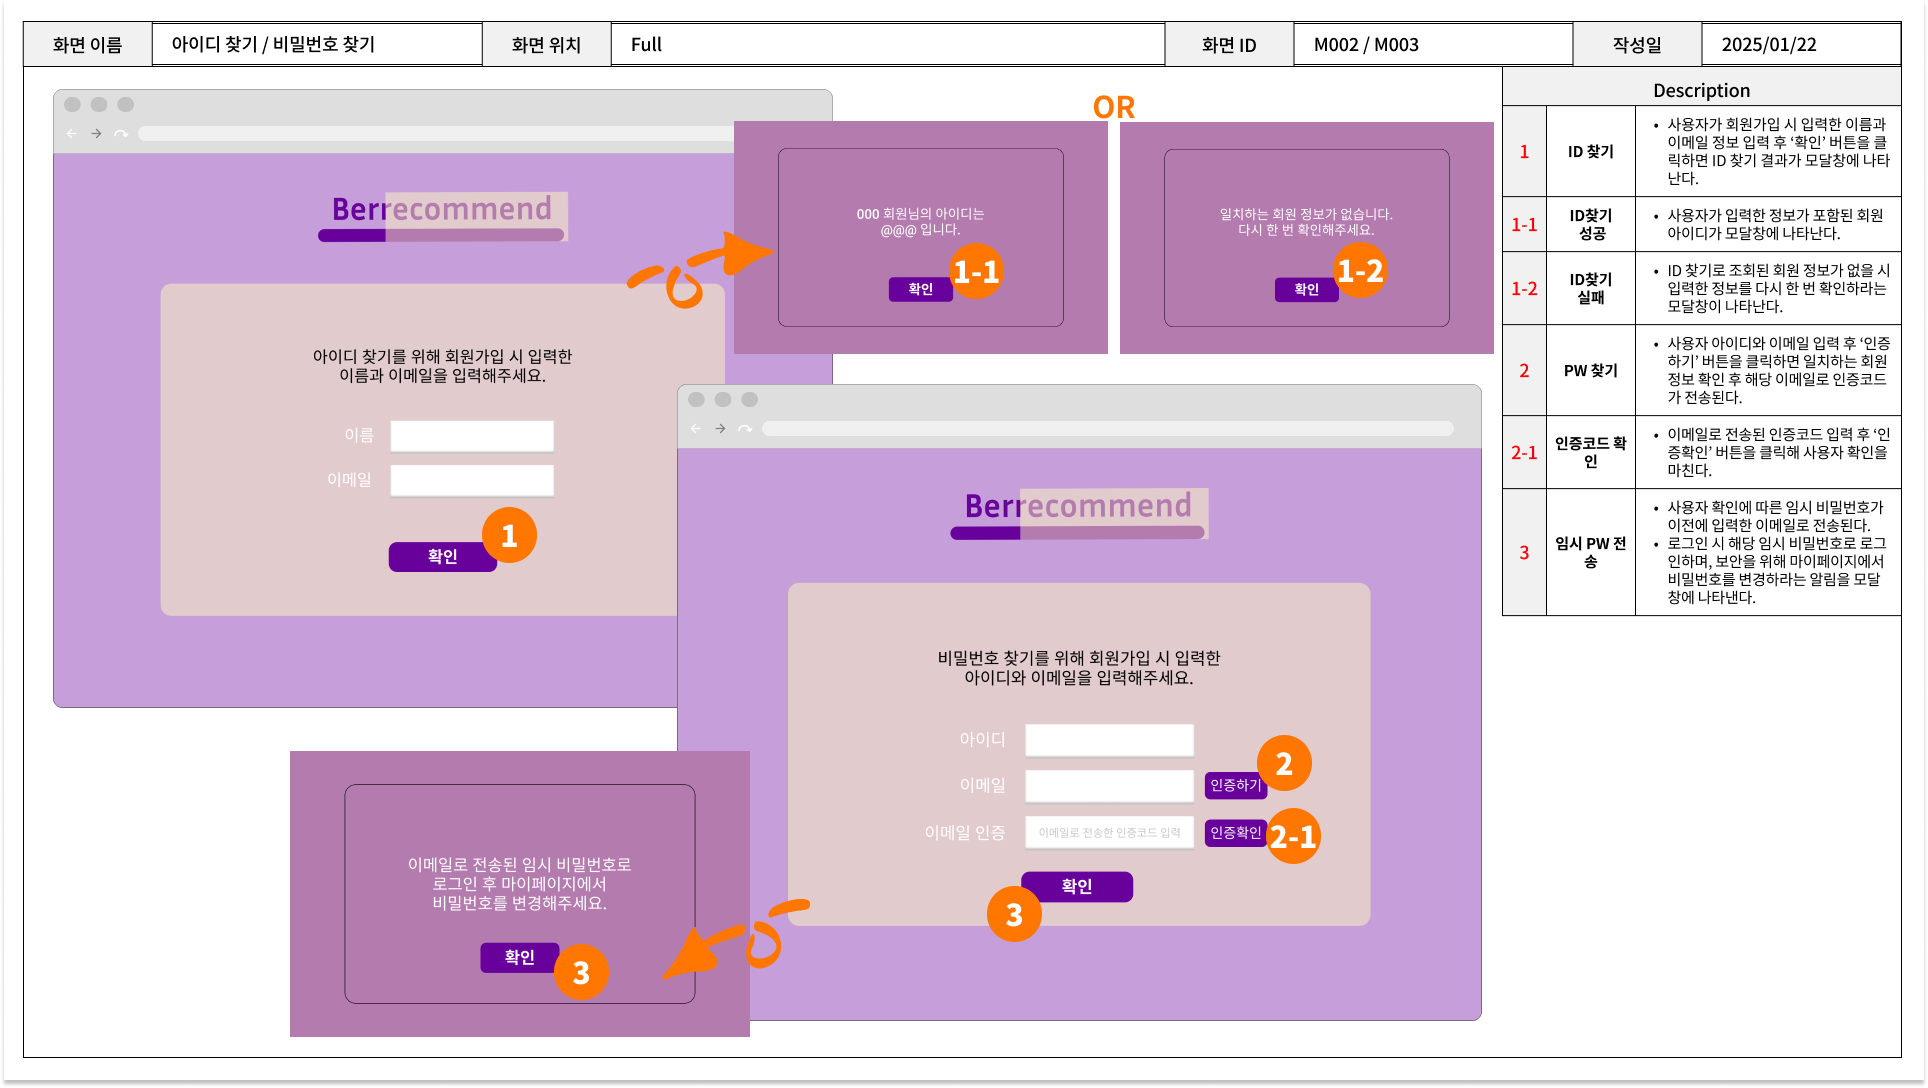 화면 이름
아이디 찾기 / 비밀번호 찾기
화면 위치
Full
화면 ID
M002 / M003
작성일
2025/01/22
Berrecommend
아이디 찾기를 위해 회원가입 시 입력한
이름과 이메일을 입력해주세요.
이름
이메일
확인
1
OR
000 회원님의 아이디는
@@@ 입니다.
확인
1-1
일치하는 회원 정보가 없습니다.
다시 한 번 확인해주세요.
확인
1-2
Berrecommend
비밀번호 찾기를 위해 회원가입 시 입력한
아이디와 이메일을 입력해주세요.
아이디
이메일
인증하기
2
이메일 인증
이메일로 전송한 인증코드 입력
인증확인
2-1
확인
3
이메일로 전송된 임시 비밀번호로
로그인 후 마이페이지에서
비밀번호를 변경해주세요.
확인
3
Description
1
ID 찾기
• 사용자가 회원가입 시 입력한 이름과
이메일 정보 입력 후 ‘확인’ 버튼을 클
릭하면 ID 찾기 결과가 모달창에 나타
난다.
1-1
ID찾기
성공
• 사용자가 입력한 정보가 포함된 회원
아이디가 모달창에 나타난다.
1-2
ID찾기
실패
• ID 찾기로 조회된 회원 정보가 없을 시
입력한 정보를 다시 한 번 확인하라는
모달창이 나타난다.
2
PW 찾기
• 사용자 아이디와 이메일 입력 후 ‘인증
하기’ 버튼을 클릭하면 일치하는 회원
정보 확인 후 해당 이메일로 인증코드
가 전송된다.
2-1
인증코드 확
인
• 이메일로 전송된 인증코드 입력 후 ‘인
증확인’ 버튼을 클릭해 사용자 확인을
마친다.
3
임시 PW 전
송
• 사용자 확인에 따른 임시 비밀번호가
이전에 입력한 이메일로 전송된다.
• 로그인 시 해당 임시 비밀번호로 로그
인하며, 보안을 위해 마이페이지에서
비밀번호를 변경하라는 알림을 모달
창에 나타낸다.